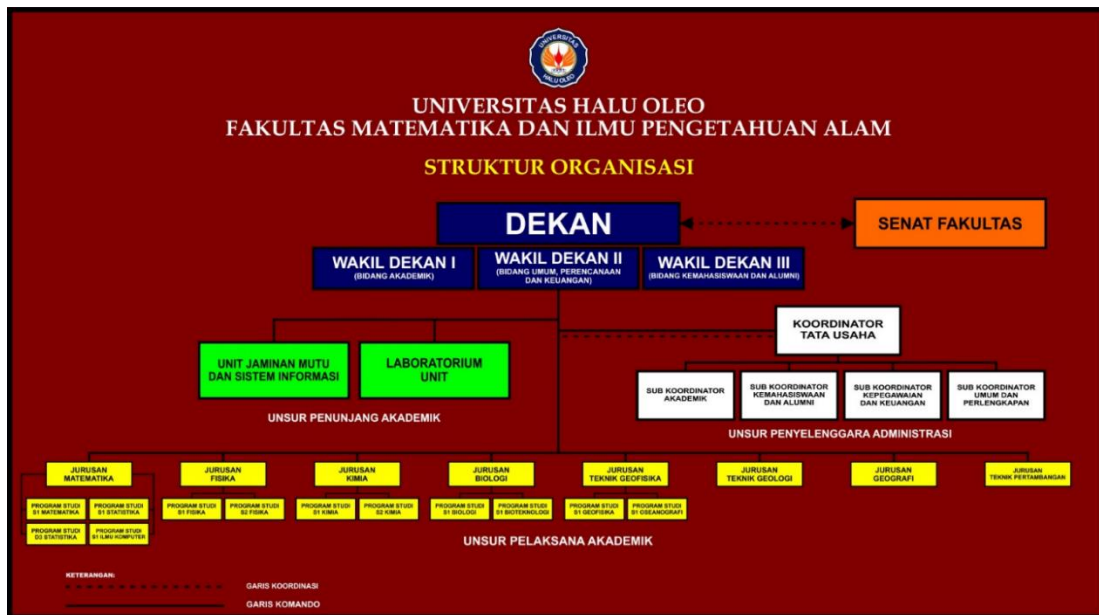 UNIVERSITAS
HALU OLEO
UNIVERSITAS HALU OLEO
FAKULTAS MATEMATIKA DAN ILMU PENGETAHUAN ALAM
STRUKTUR ORGANISASI
DEKAN
SENAT FAKULTAS
WAKIL DEKAN I
(BIDANG AKADEMIK)
WAKIL DEKAN II
(BIDANG UMUM, PERENCANAAN
DAN KEUANGAN)
WAKIL DEKAN III
(BIDANG KEMAHASISWAAN DAN ALUMNI)
KOORDINATOR
TATA USAHA
UNIT JAMINAN MUTU
DAN SISTEM INFORMASI
LABORATORIUM
UNIT
SUB KOORDINATOR
AKADEMIK
SUB KOORDINATOR
KEMAHASISWAAN
DAN ALUMNI
SUB KOORDINATOR
KEPEGAWAIAN
DAN KEUANGAN
SUB KOORDINATOR
UMUM DAN
PERLENGKAPAN
UNSUR PENUNJANG AKADEMIK
UNSUR PENYELENGGARA ADMINISTRASI
JURUSAN
MATEMATIKA
JURUSAN
FISIKA
JURUSAN
KIMIA
JURUSAN
BIOLOGI
JURUSAN
TEKNIK GEOFISIKA
JURUSAN
TEKNIK GEOLOGI
JURUSAN
GEOGRAFI
JURUSAN
TEKNIK PERTAMBANGAN
PROGRAM STUDI
S1 MATEMATIKA
PROGRAM STUDI
S1 STATISTIKA
PROGRAM STUDI
S1 FISIKA
PROGRAM STUDI
S2 FISIKA
PROGRAM STUDI
S1 KIMIA
PROGRAM STUDI
S2 KIMIA
PROGRAM STUDI
S1 BIOLOGI
PROGRAM STUDI
S1 BIOTEKNOLOGI
PROGRAM STUDI
S1 GEOFISIKA
PROGRAM STUDI
S1 OSEANOGRAFI
PROGRAM STUDI
D3 STATISTIKA
PROGRAM STUDI
S1 ILMU KOMPUTER
UNSUR PELAKSANA AKADEMIK
KETERANGAN:
GARIS KOORDINASI
GARIS KOMANDO